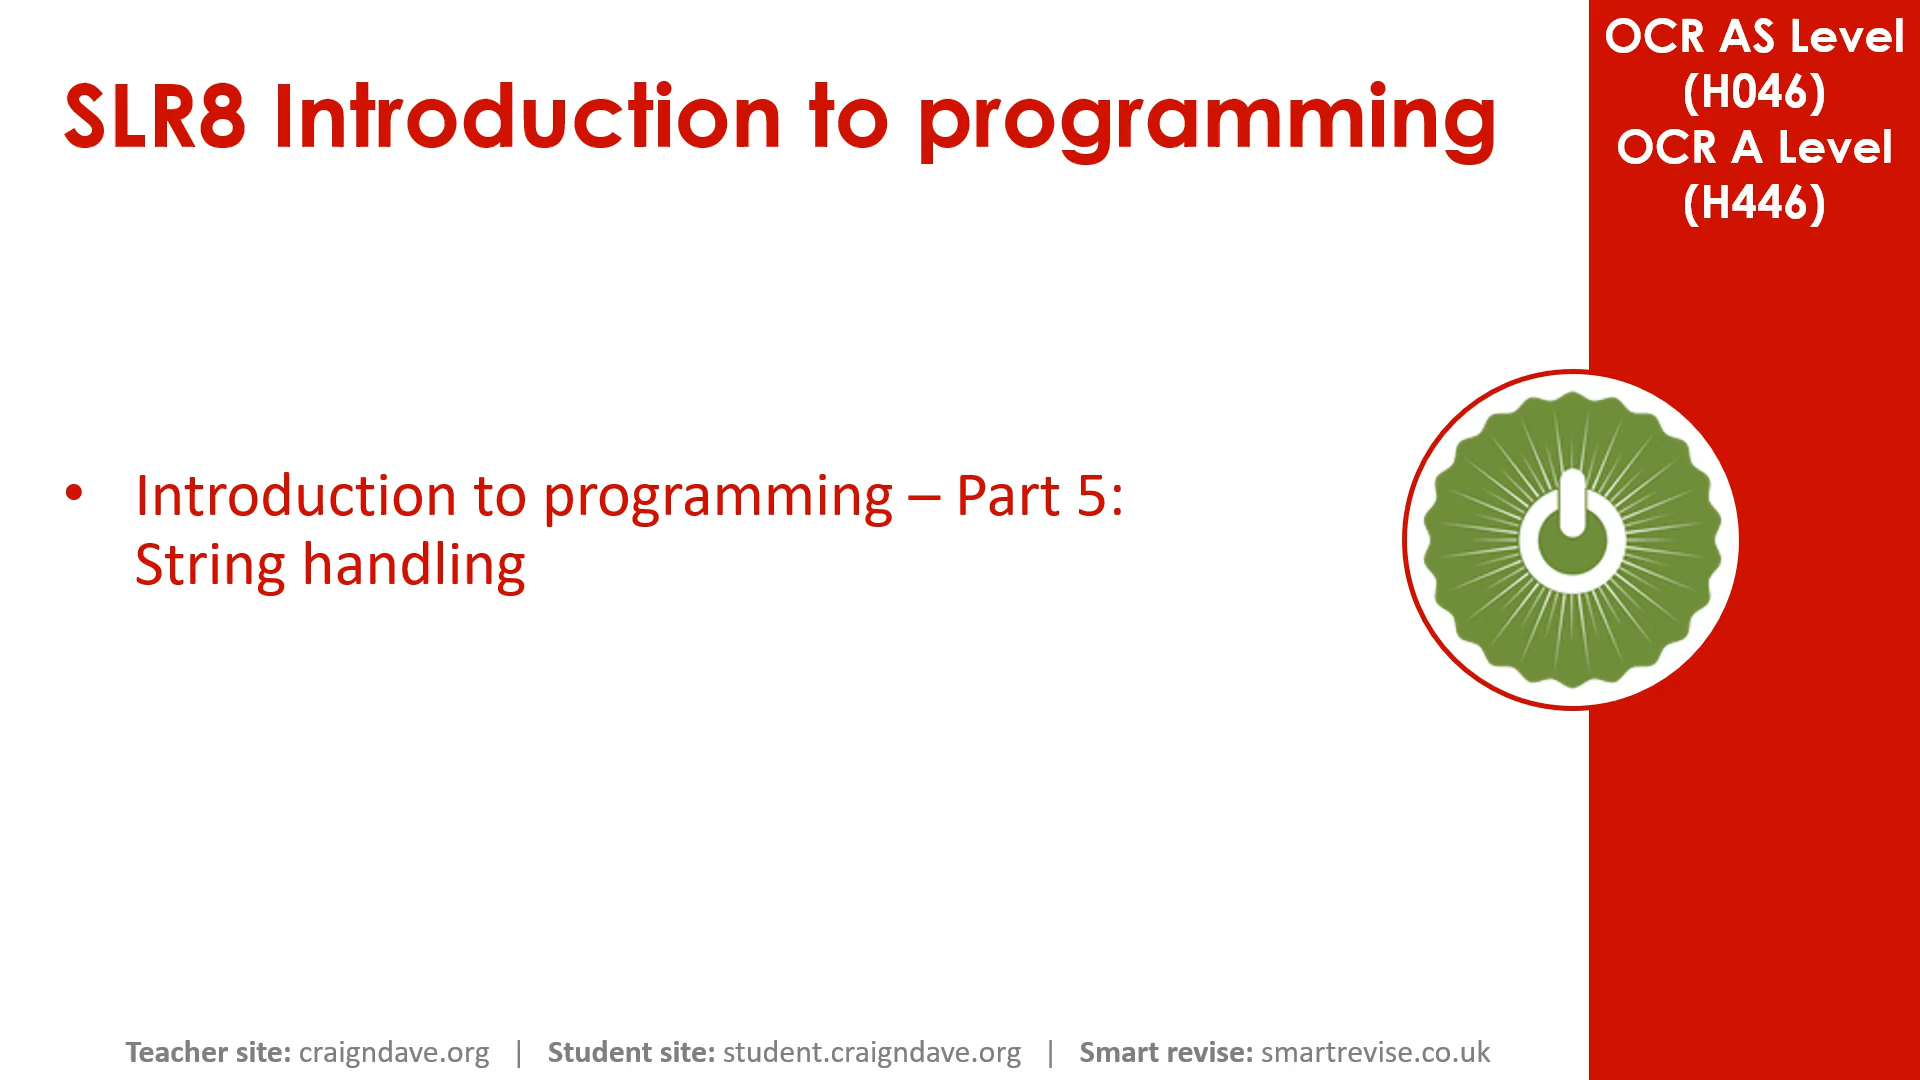 SLR8 Introduction to programming
OCR AS Level
(H046)
OCR A Level
(H446)
• Introduction to programming – Part 5:
String handling
Teacher site: craigndave.org | Student site: student.craigndave.org | Smart revise: smartrevise.co.uk